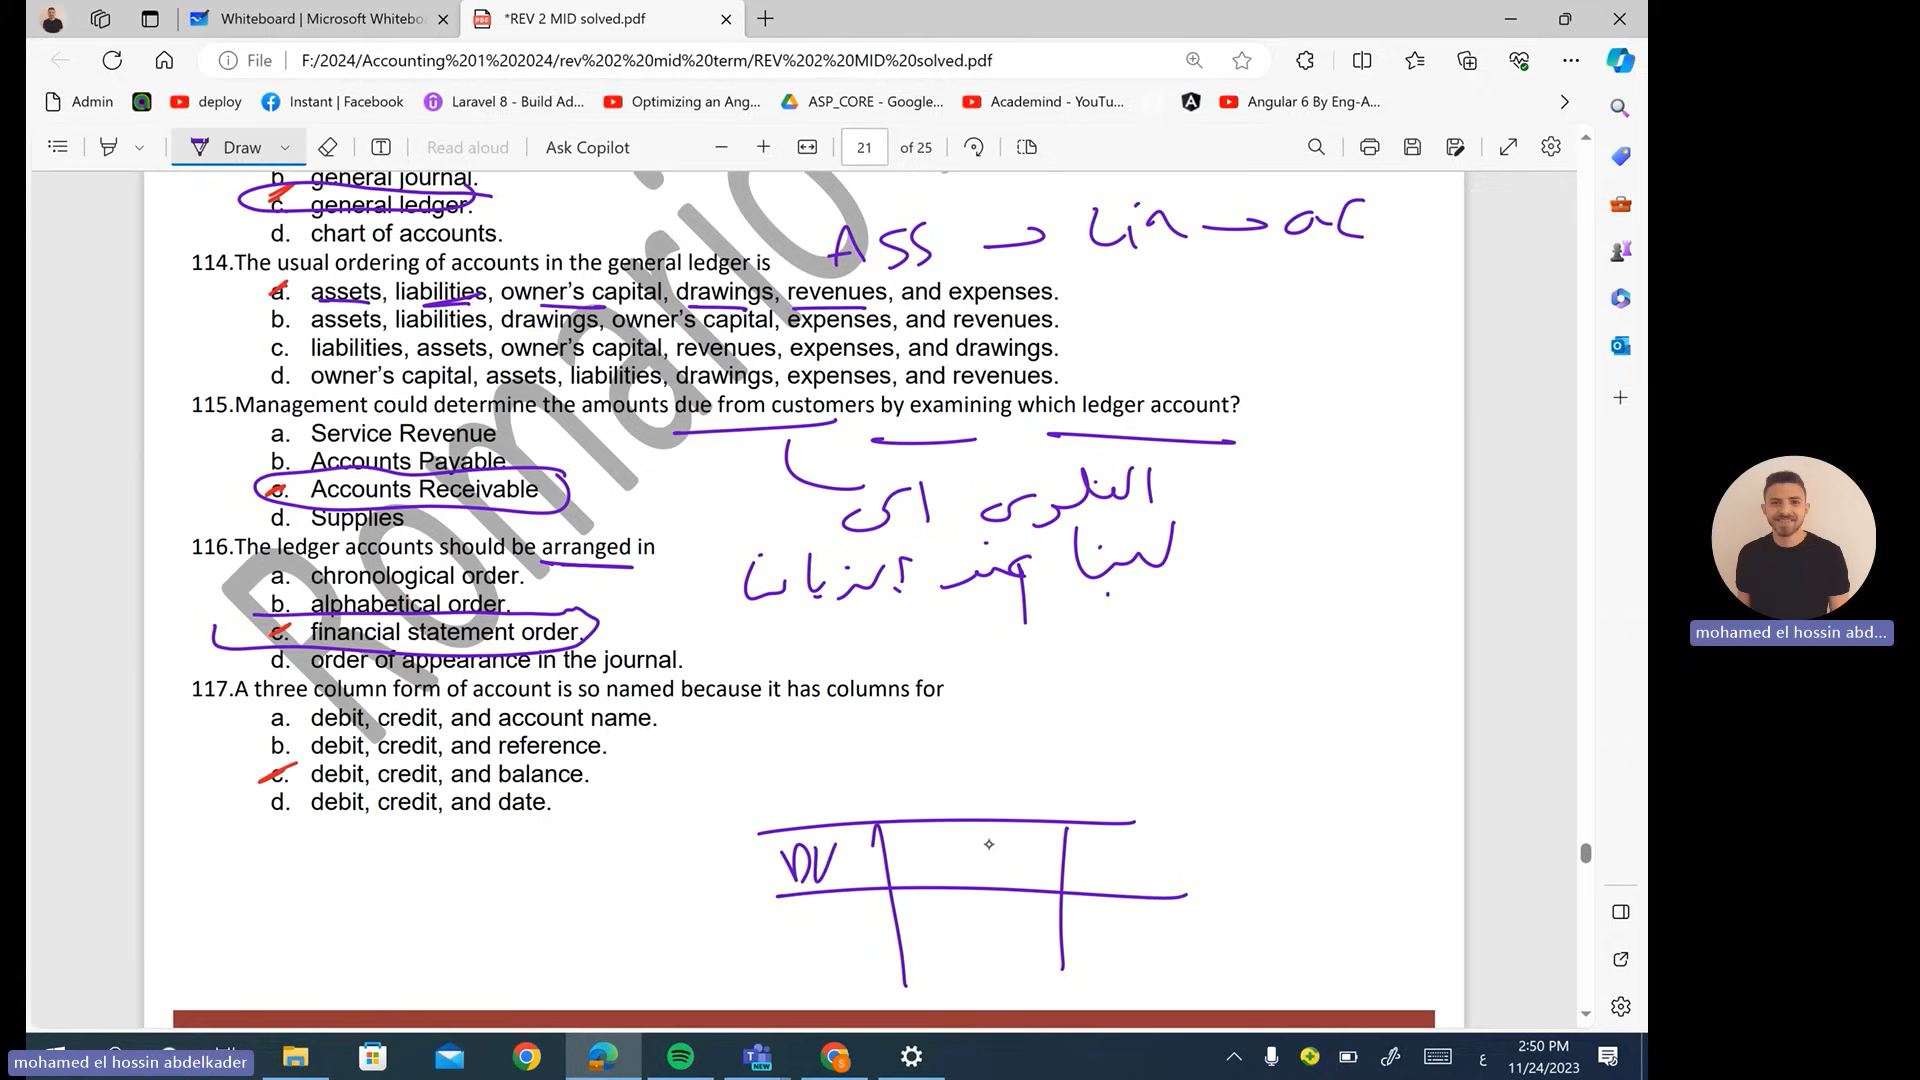 Whiteboard | Microsoft Whitebo
*REV 2 MID solved.pdf
File
F:/2024/Accounting%201%202024/rev%202%20mid%20term/REV%202%20MID%20solved.pdf
Admin
deploy
Instant | Facebook
Laravel 8 - Build Ad...
Optimizing an Ang...
ASP_CORE - Google...
Academind - YouTu...
Angular 6 By Eng-A...
Draw
Read aloud
Ask Copilot
21
of 25
b. general journal.
c. general ledger.
d. chart of accounts.
ASS → Lia → oC
114.The usual ordering of accounts in the general ledger is
a. assets, liabilities, owner's capital, drawings, revenues, and expenses.
b. assets, liabilities, drawings, owner's capital, expenses, and revenues.
c. liabilities, assets, owner's capital, revenues, expenses, and drawings.
d. owner's capital, assets, liabilities, drawings, expenses, and revenues.
115.Management could determine the amounts due from customers by examining which ledger account?
a. Service Revenue
b. Accounts Payable
c. Accounts Receivable
d. Supplies
116.The ledger accounts should be arranged in
a. chronological order.
b. alphabetical order.
c. financial statement order.
d. order of appearance in the journal.
117.A three column form of account is so named because it has columns for
a. debit, credit, and account name.
b. debit, credit, and reference.
c. debit, credit, and balance.
d. debit, credit, and date.
Romario
mohamed el hossin abd...
mohamed el hossin abdelkader
ع
2:50 PM
11/24/2023